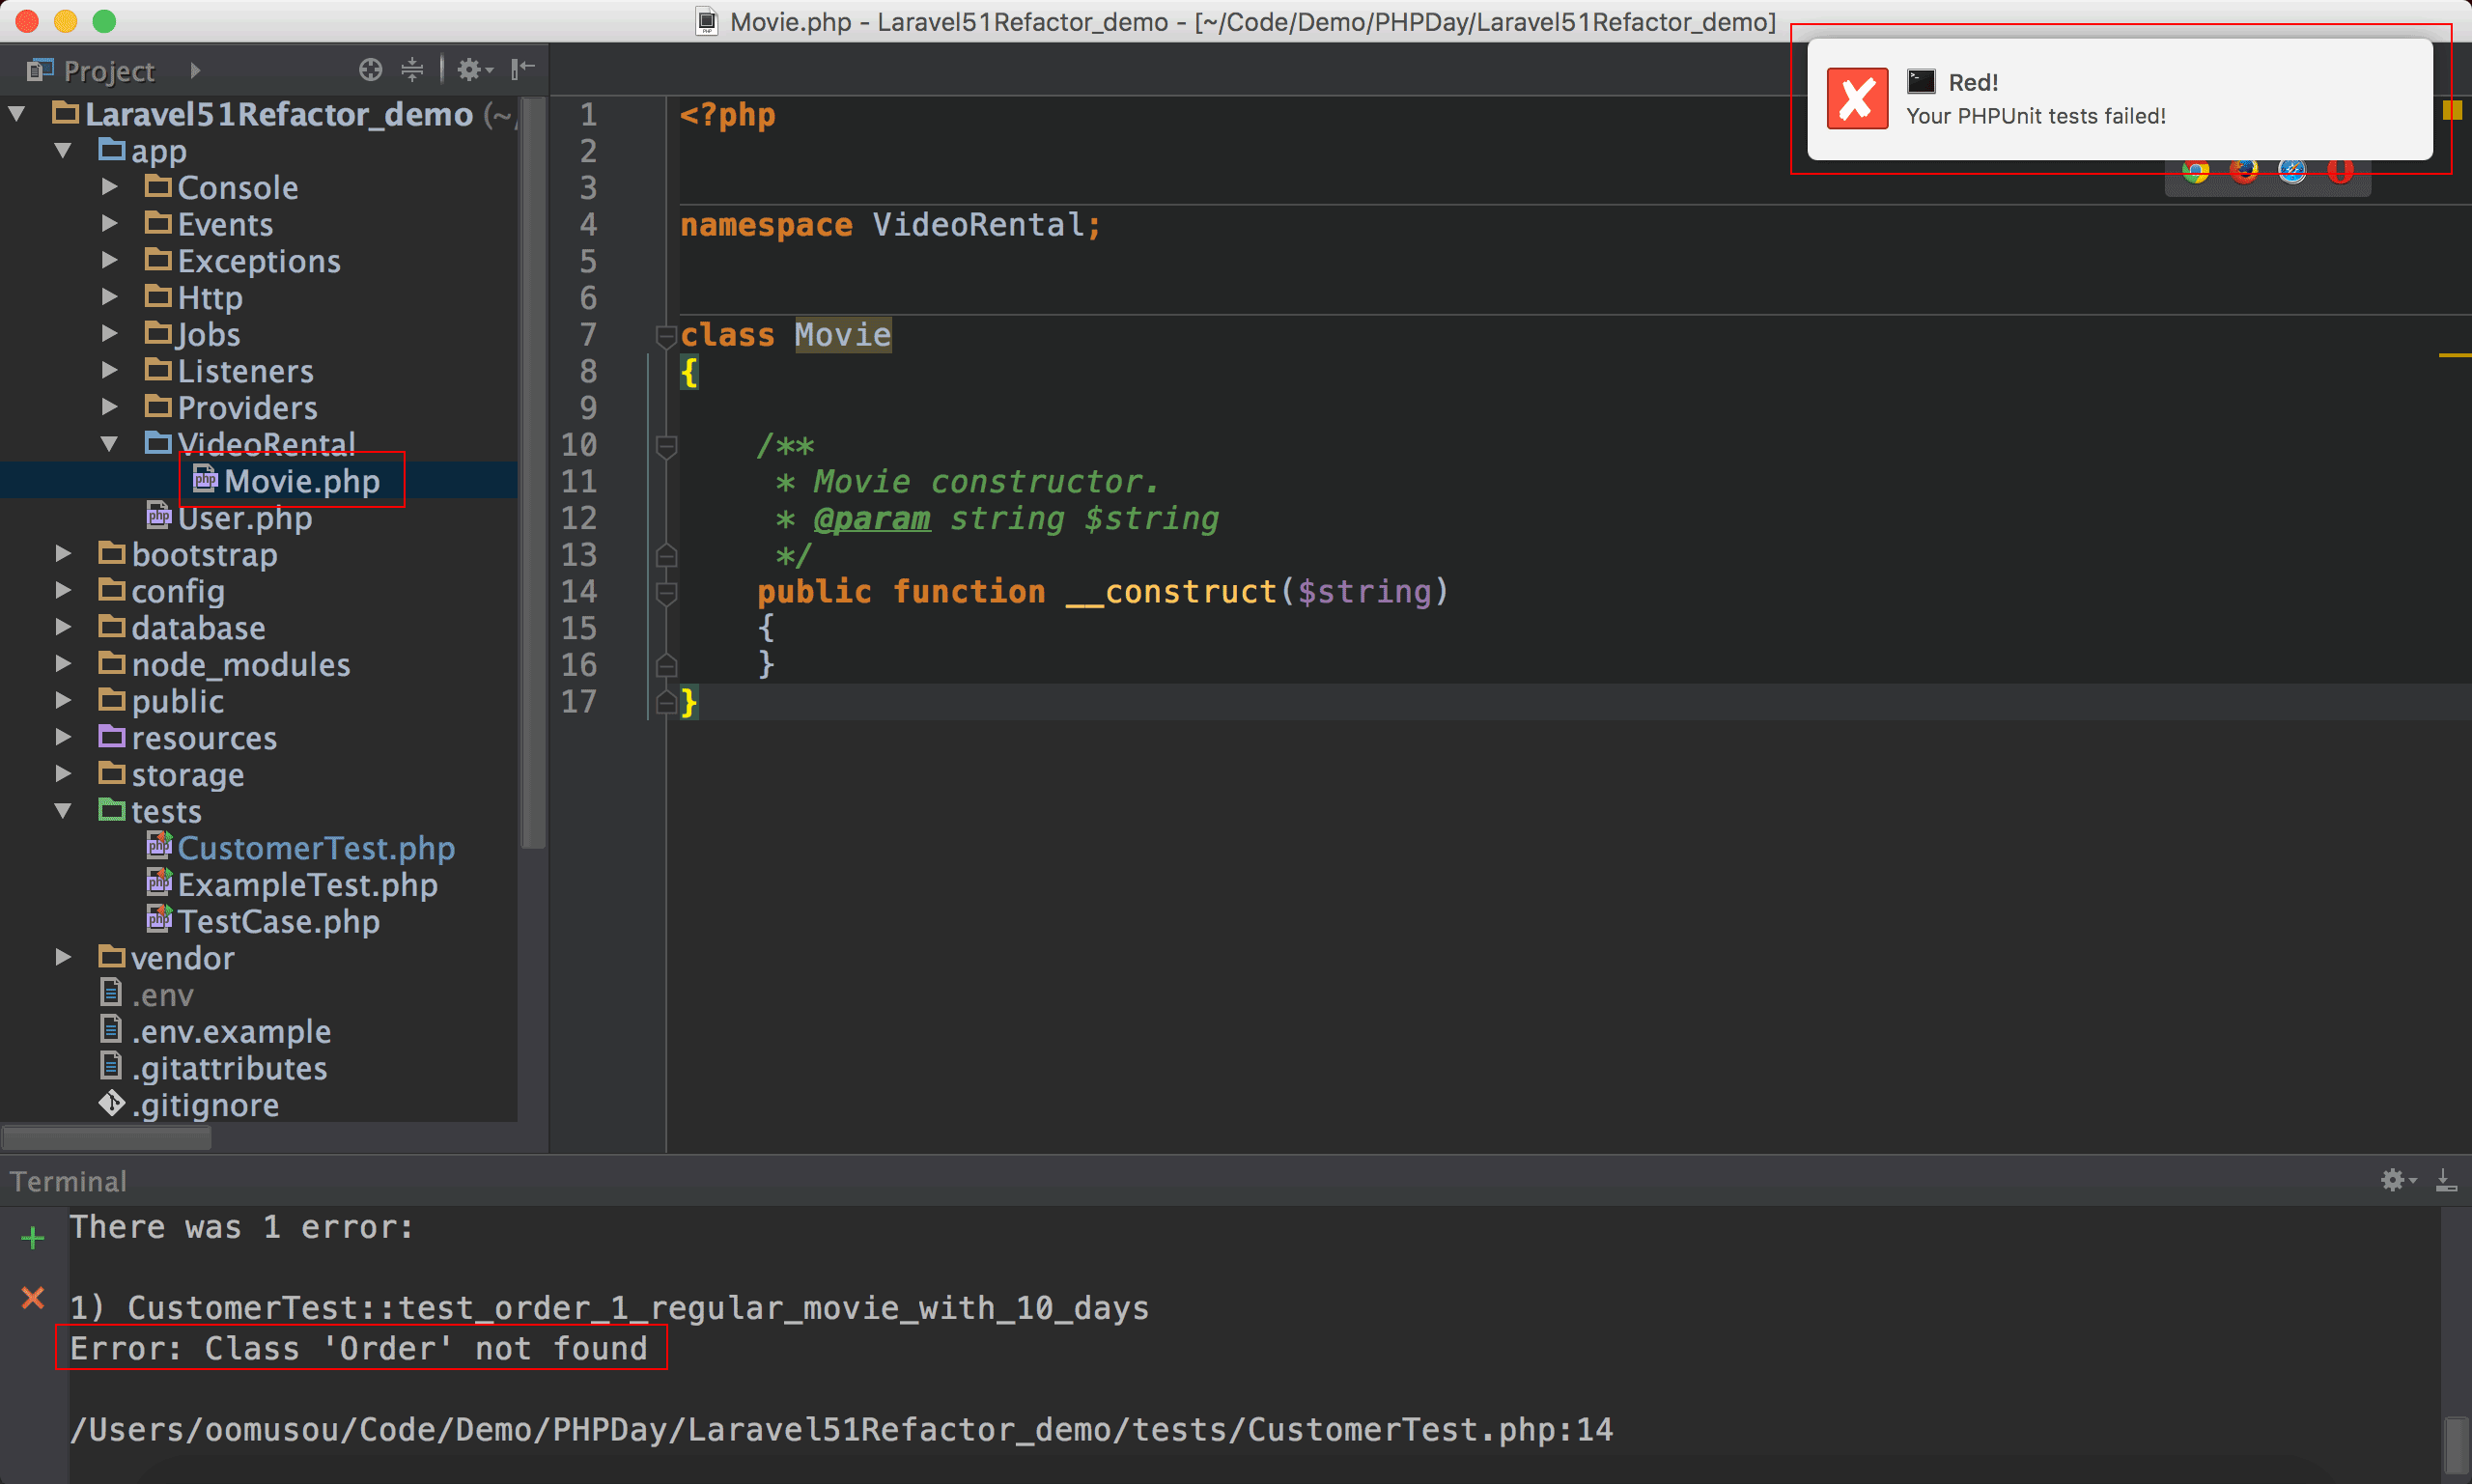 Movie.php - Laravel51Refactor_demo - [~/Code/Demo/PHPDay/Laravel51Refactor_demo]
Red!
Your PHPUnit tests failed!
Project
Laravel51Refactor_demo (~/
app
Console
Events
Exceptions
Http
Jobs
Listeners
Providers
VideoRental
Movie.php
User.php
bootstrap
config
database
node_modules
public
resources
storage
tests
CustomerTest.php
ExampleTest.php
TestCase.php
vendor
.env
.env.example
.gitattributes
.gitignore
1 <?php
2
3
4 namespace VideoRental;
5
6
7 class Movie
8 {
9
10 /**
11 * Movie constructor.
12 * @param string $string
13 */
14 public function __construct($string)
15 {
16 }
17 }
Terminal
There was 1 error:
1) CustomerTest::test_order_1_regular_movie_with_10_days
Error: Class 'Order' not found
/Users/oomusou/Code/Demo/PHPDay/Laravel51Refactor_demo/tests/CustomerTest.php:14